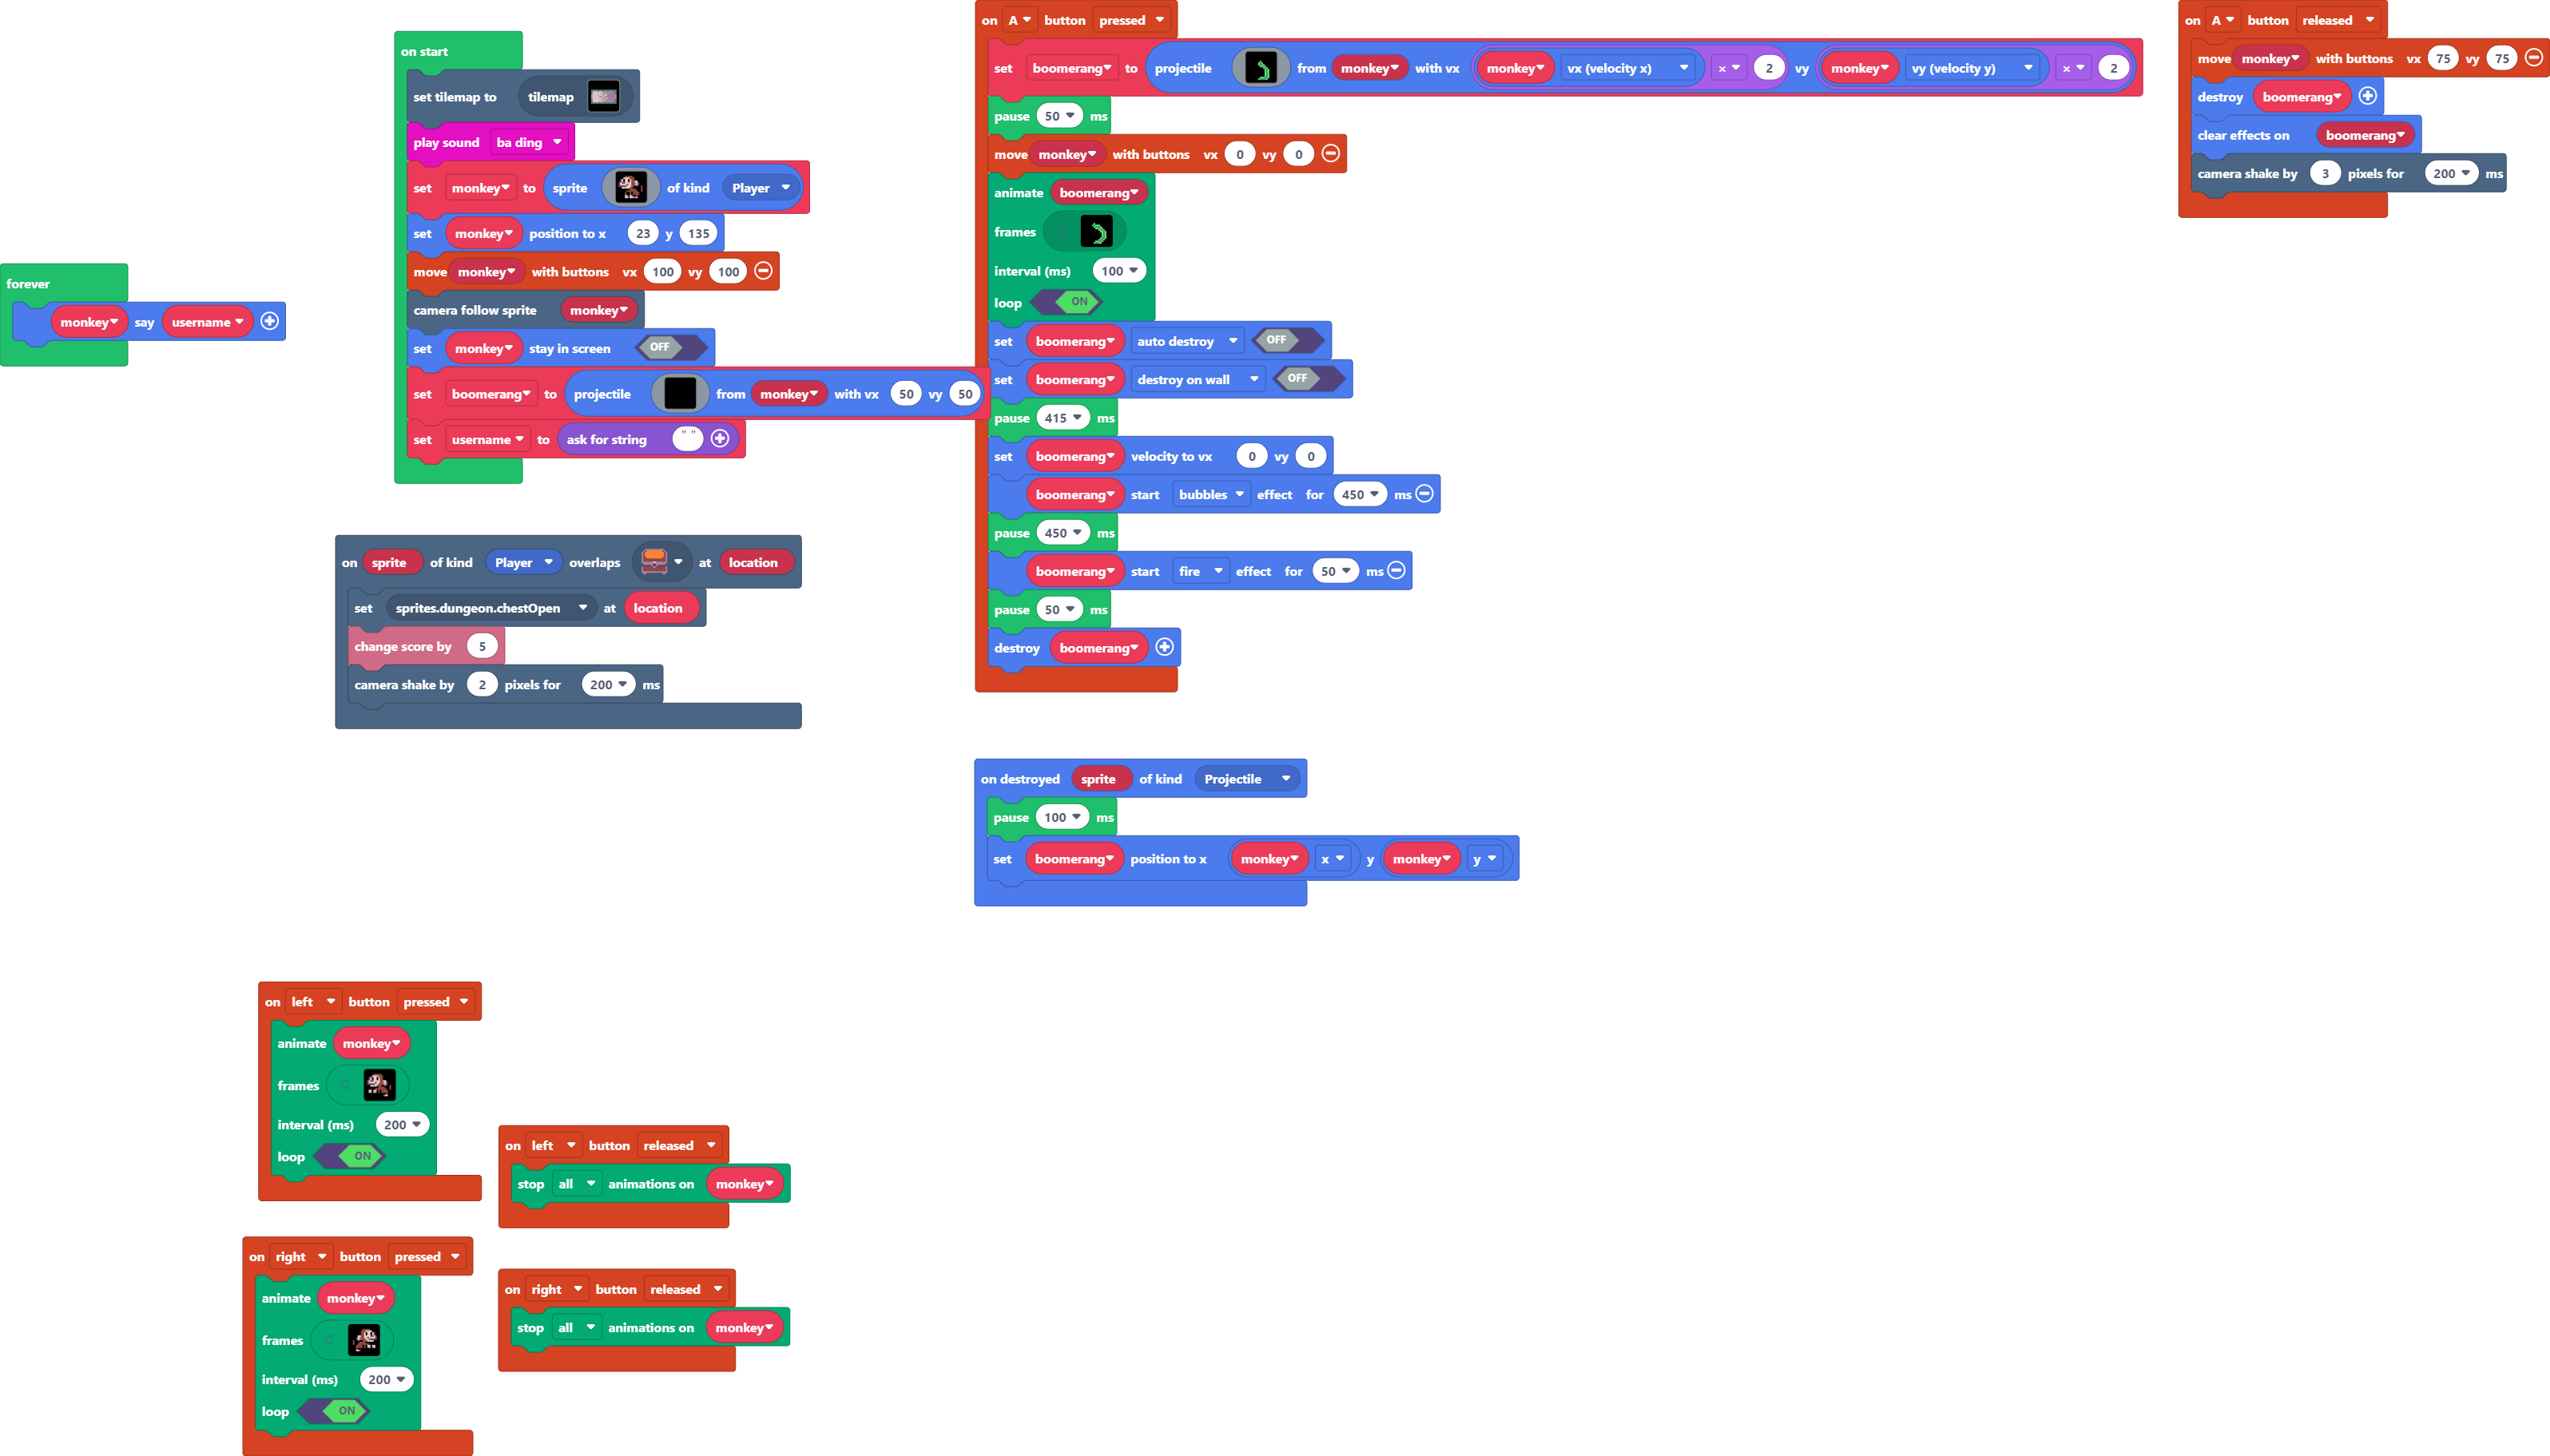 forever
monkey say username
on start
set tilemap to tilemap
play sound ba ding
set monkey to sprite of kind Player
set monkey position to x 23 y 135
move monkey with buttons vx 100 vy 100
camera follow sprite monkey
set monkey stay in screen OFF
set boomerang to projectile from monkey with vx 50 vy 50
set username to ask for string " "
on sprite of kind Player overlaps at location
set sprites.dungeon.chestOpen at location
change score by 5
camera shake by 2 pixels for 200 ms
on A button pressed
set boomerang to projectile from monkey with vx monkey vx (velocity x) × 2 vy monkey vy (velocity y) × 2
pause 50 ms
move monkey with buttons vx 0 vy 0
animate boomerang
frames
interval (ms) 100
loop ON
set boomerang auto destroy OFF
set boomerang destroy on wall OFF
pause 415 ms
set boomerang velocity to vx 0 vy 0
boomerang start bubbles effect for 450 ms
pause 450 ms
boomerang start fire effect for 50 ms
pause 50 ms
destroy boomerang
on A button released
move monkey with buttons vx 75 vy 75
destroy boomerang
clear effects on boomerang
camera shake by 3 pixels for 200 ms
on destroyed sprite of kind Projectile
pause 100 ms
set boomerang position to x monkey x y monkey y
on left button pressed
animate monkey
frames
interval (ms) 200
loop ON
on left button released
stop all animations on monkey
on right button pressed
animate monkey
frames
interval (ms) 200
loop ON
on right button released
stop all animations on monkey